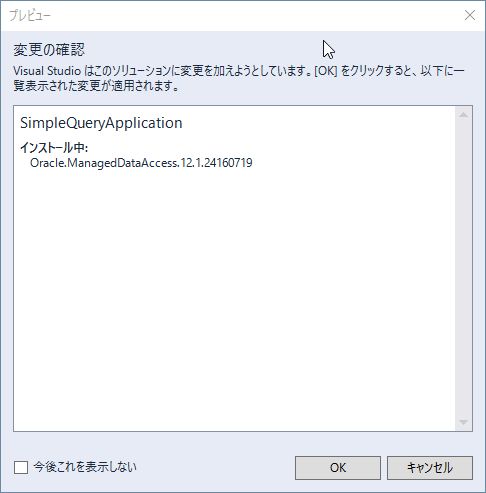 プレビュー
変更の確認
Visual Studio はこのソリューションに変更を加えようとしています。[OK] をクリックすると、以下に一
覧表示された変更が適用されます。
SimpleQueryApplication
インストール中:
Oracle.ManagedDataAccess.12.1.24160719
今後これを表示しない
OK
キャンセル